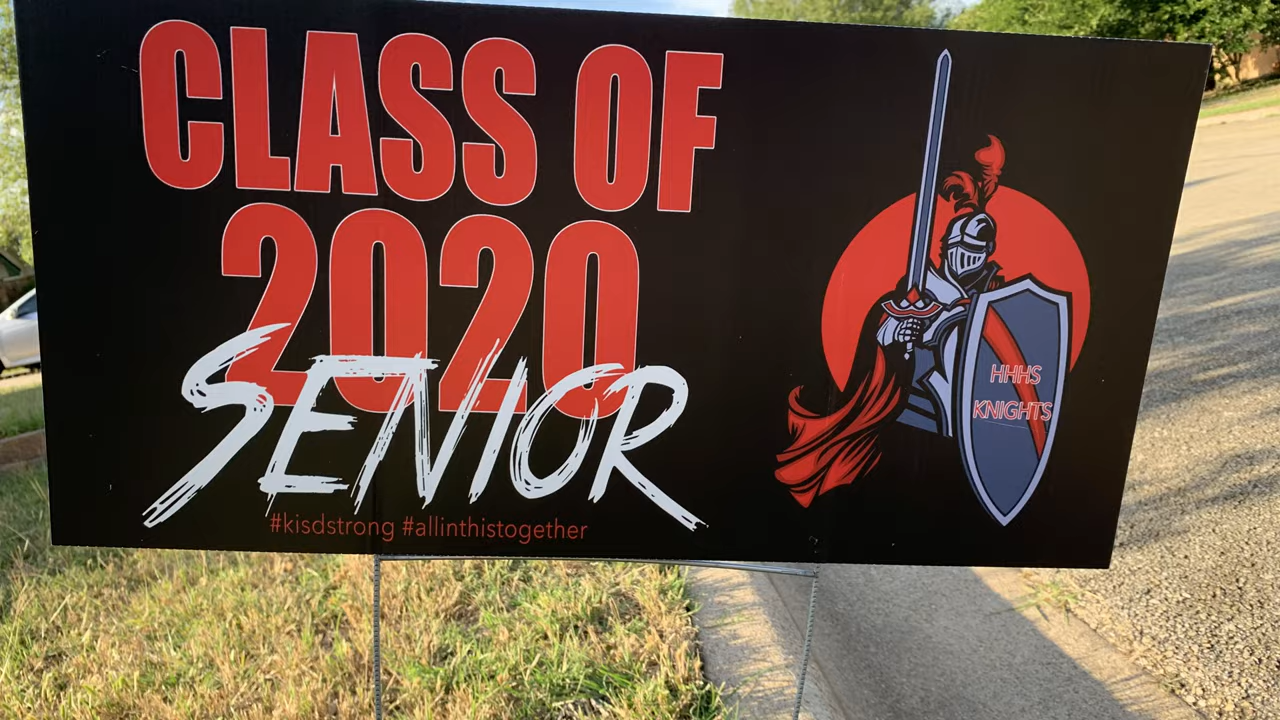 CLASS OF
2020
SENIOR
#kisdstrong #allinthistogether
HHHS
KNIGHTS